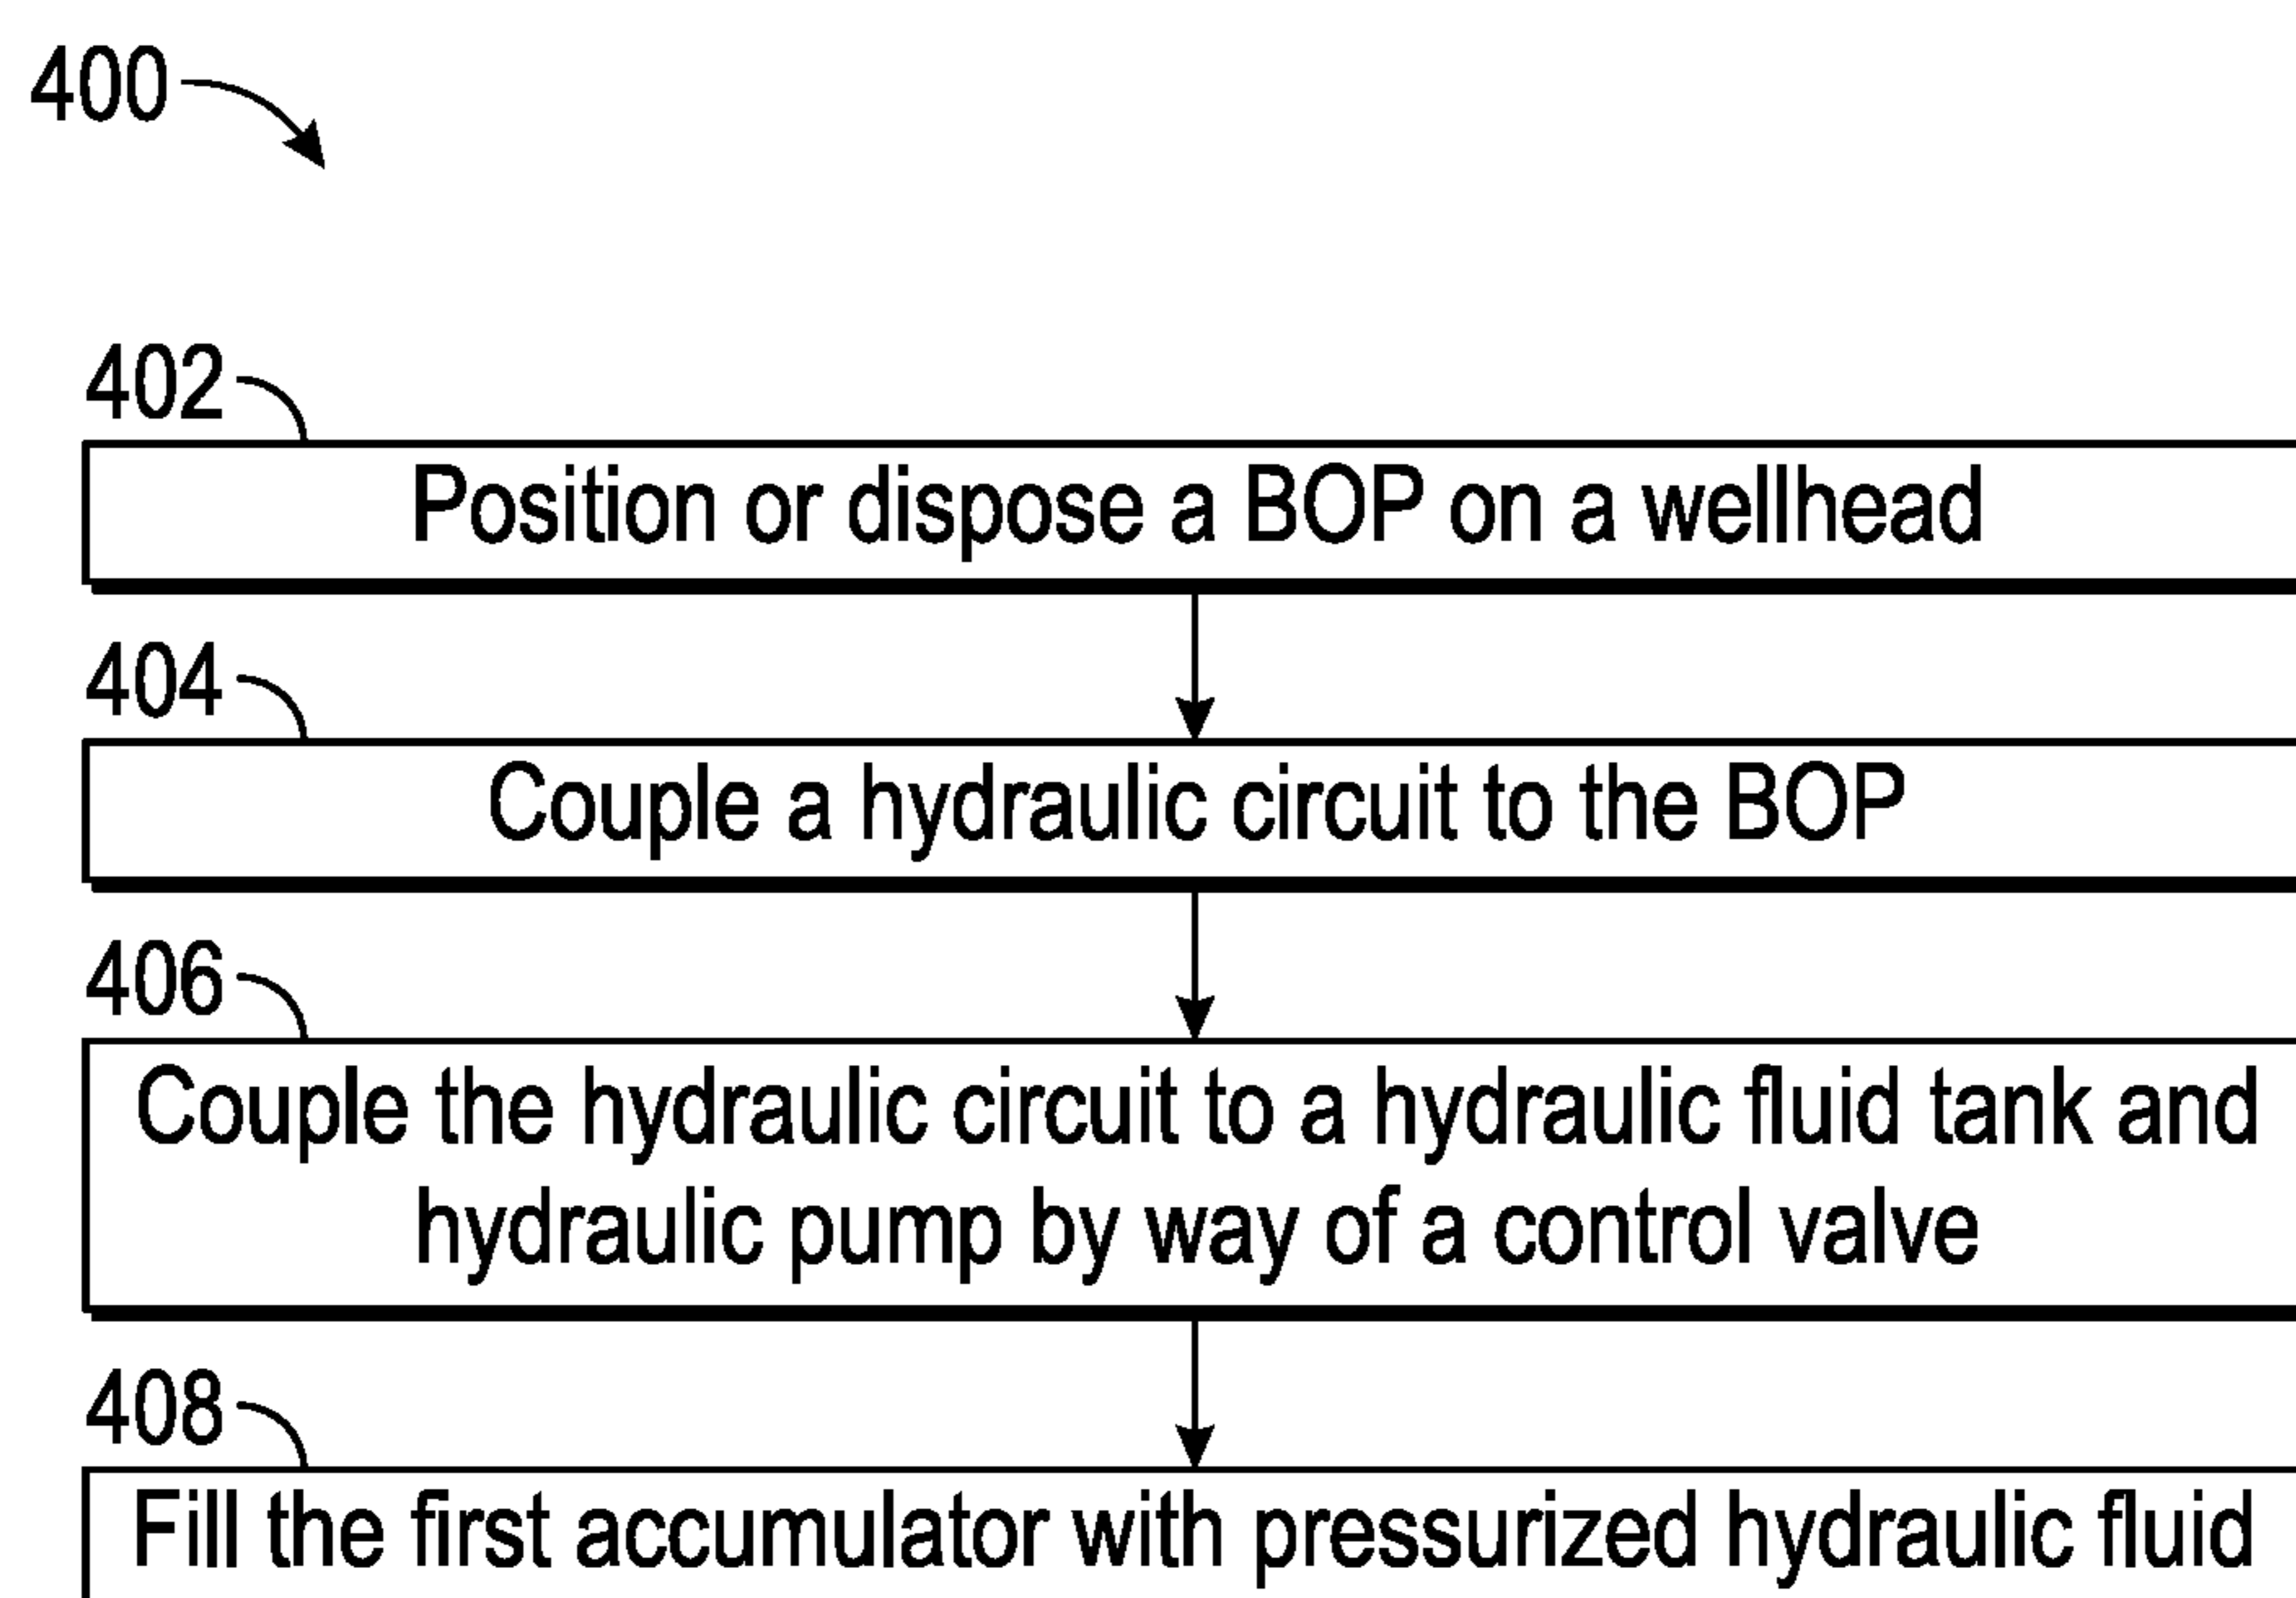 400
402
Position or dispose a BOP on a wellhead
404
Couple a hydraulic circuit to the BOP
406
Couple the hydraulic circuit to a hydraulic fluid tank and
hydraulic pump by way of a control valve
408
Fill the first accumulator with pressurized hydraulic fluid